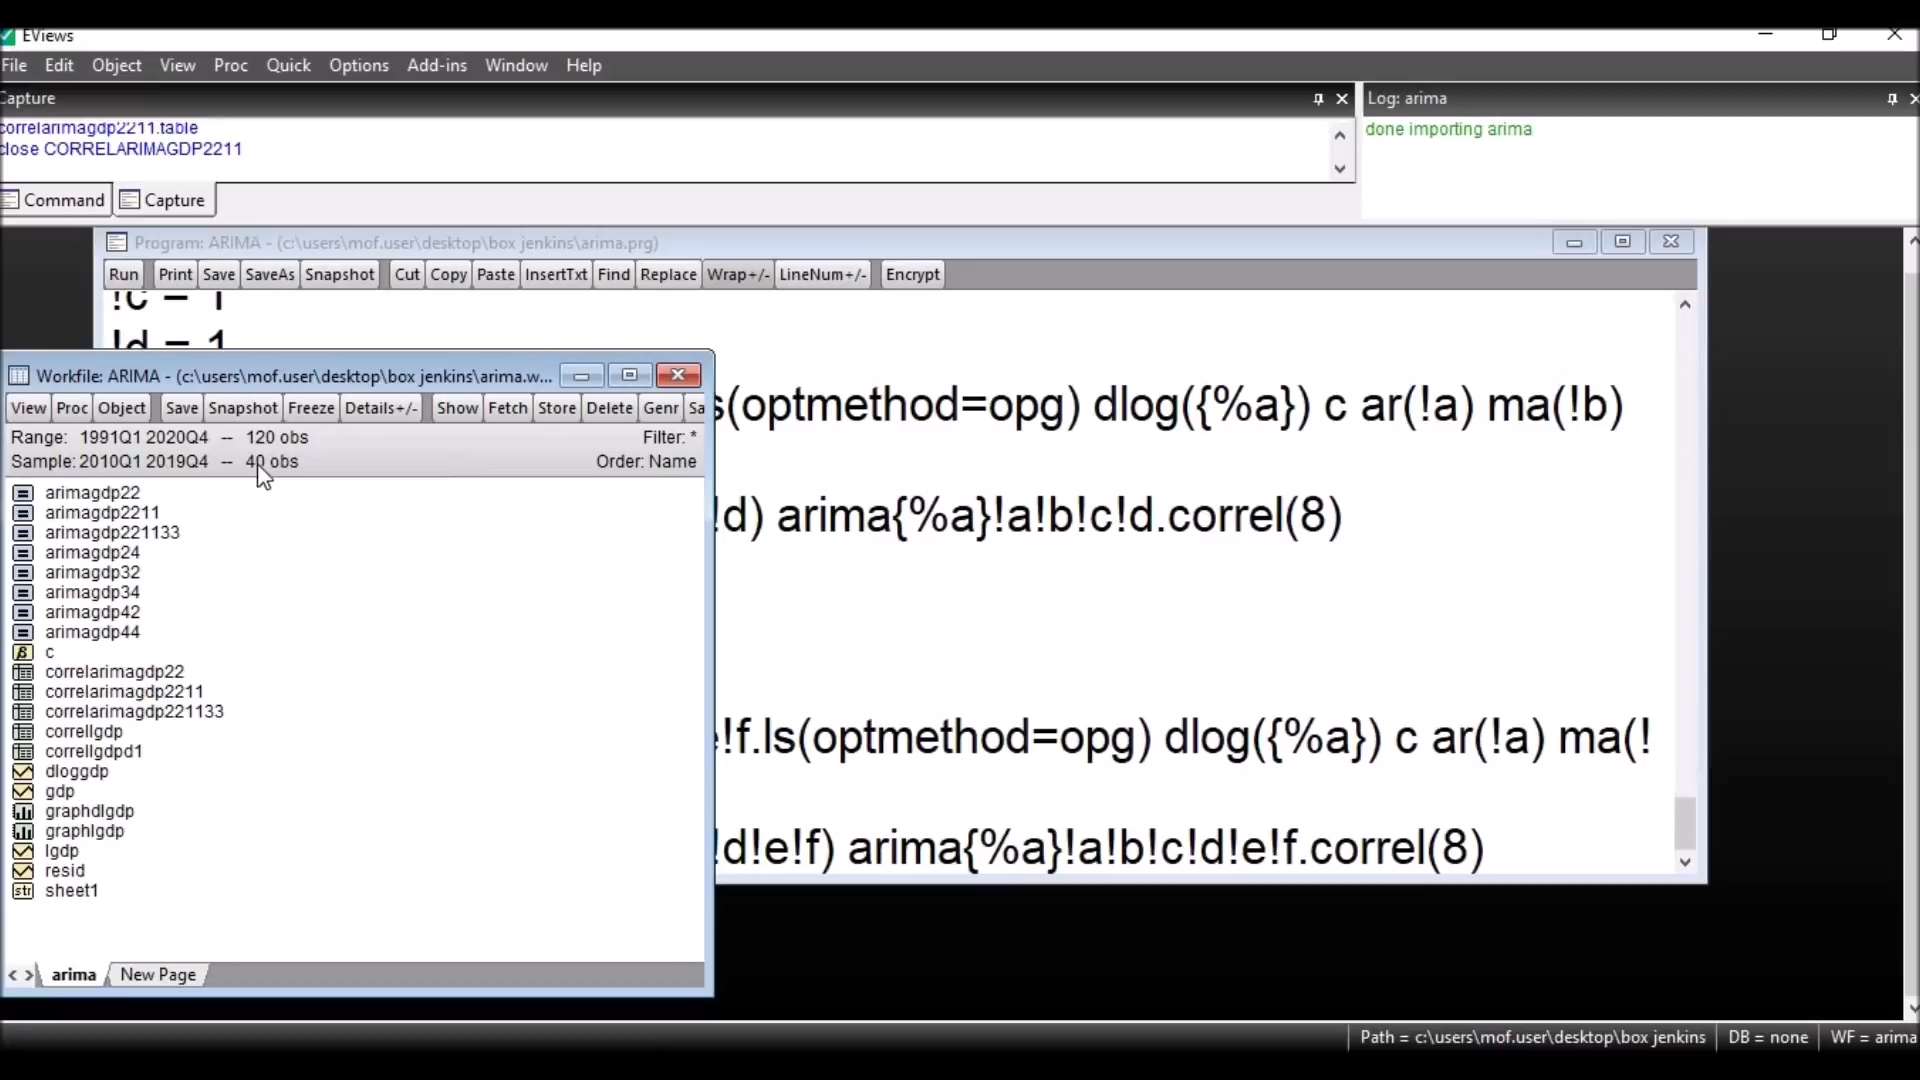 EViews
File Edit Object View Proc Quick Options Add-ins Window Help
Capture
correlarimagdp2211.table
close CORRELARIMAGDP2211
Command Capture
Log: arima
done importing arima
Program: ARIMA - (c:\users\mof.user\desktop\box jenkins\arima.prg)
Run Print Save SaveAs Snapshot Cut Copy Paste InsertTxt Find Replace Wrap+/- LineNum+/- Encrypt
!c = 1
!d = 1
s(optmethod=opg) dlog({%a}) c ar(!a) ma(!b)
!d) arima{%a}!a!b!c!d.correl(8)
e!f.ls(optmethod=opg) dlog({%a}) c ar(!a) ma(!
!d!e!f) arima{%a}!a!b!c!d!e!f.correl(8)
Workfile: ARIMA - (c:\users\mof.user\desktop\box jenkins\arima.w...
View Proc Object Save Snapshot Freeze Details+/- Show Fetch Store Delete Genr Sa
Range: 1991Q1 2020Q4 -- 120 obs Filter: *
Sample: 2010Q1 2019Q4 -- 40 obs Order: Name
arimagdp22
arimagdp2211
arimagdp221133
arimagdp24
arimagdp32
arimagdp34
arimagdp42
arimagdp44
β c
correlarimagdp22
correlarimagdp2211
correlarimagdp221133
correllgdp
correllgdpd1
dloggdp
gdp
graphdlgdp
graphlgdp
lgdp
resid
str sheet1
arima New Page
Path = c:\users\mof.user\desktop\box jenkins DB = none WF = arima